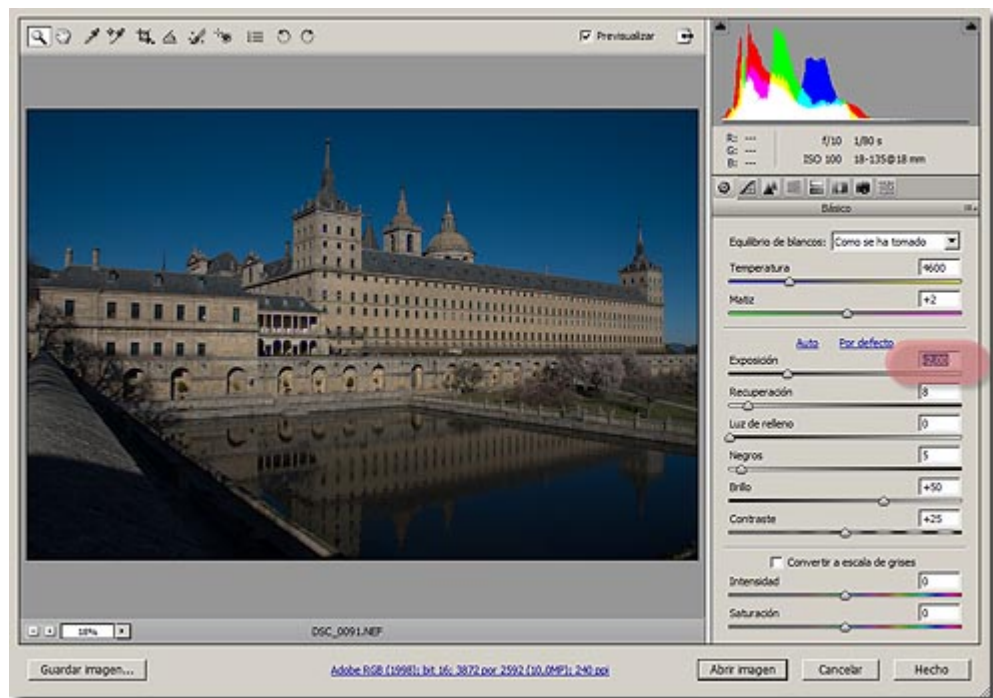 Previsualizar
R: ---
G: ---
B: ---
f/10 1/80 s
ISO 100 18-135@18 mm
Básico
Equilibrio de blancos: Como se ha tomado
Temperatura 4600
Matiz +2
Auto Por defecto
Exposición -2,00
Recuperación 8
Luz de relleno 0
Negros 5
Brillo +50
Contraste +25
Convertir a escala de grises
Intensidad 0
Saturación 0
18% DSC_0091.NEF
Guardar imagen... Adobe RGB (1998); bit 16; 3872 por 2592 (10,0MP); 240 ppi Abrir imagen Cancelar Hecho